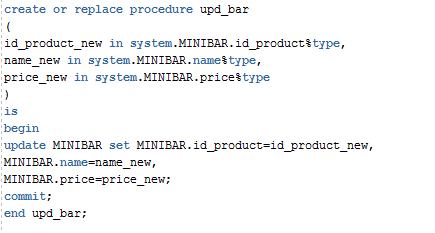 create or replace procedure upd_bar
(
id_product_new in system.MINIBAR.id_product%type,
name_new in system.MINIBAR.name%type,
price_new in system.MINIBAR.price%type
)
is
begin
update MINIBAR set MINIBAR.id_product=id_product_new,
MINIBAR.name=name_new,
MINIBAR.price=price_new;
commit;
end upd_bar;